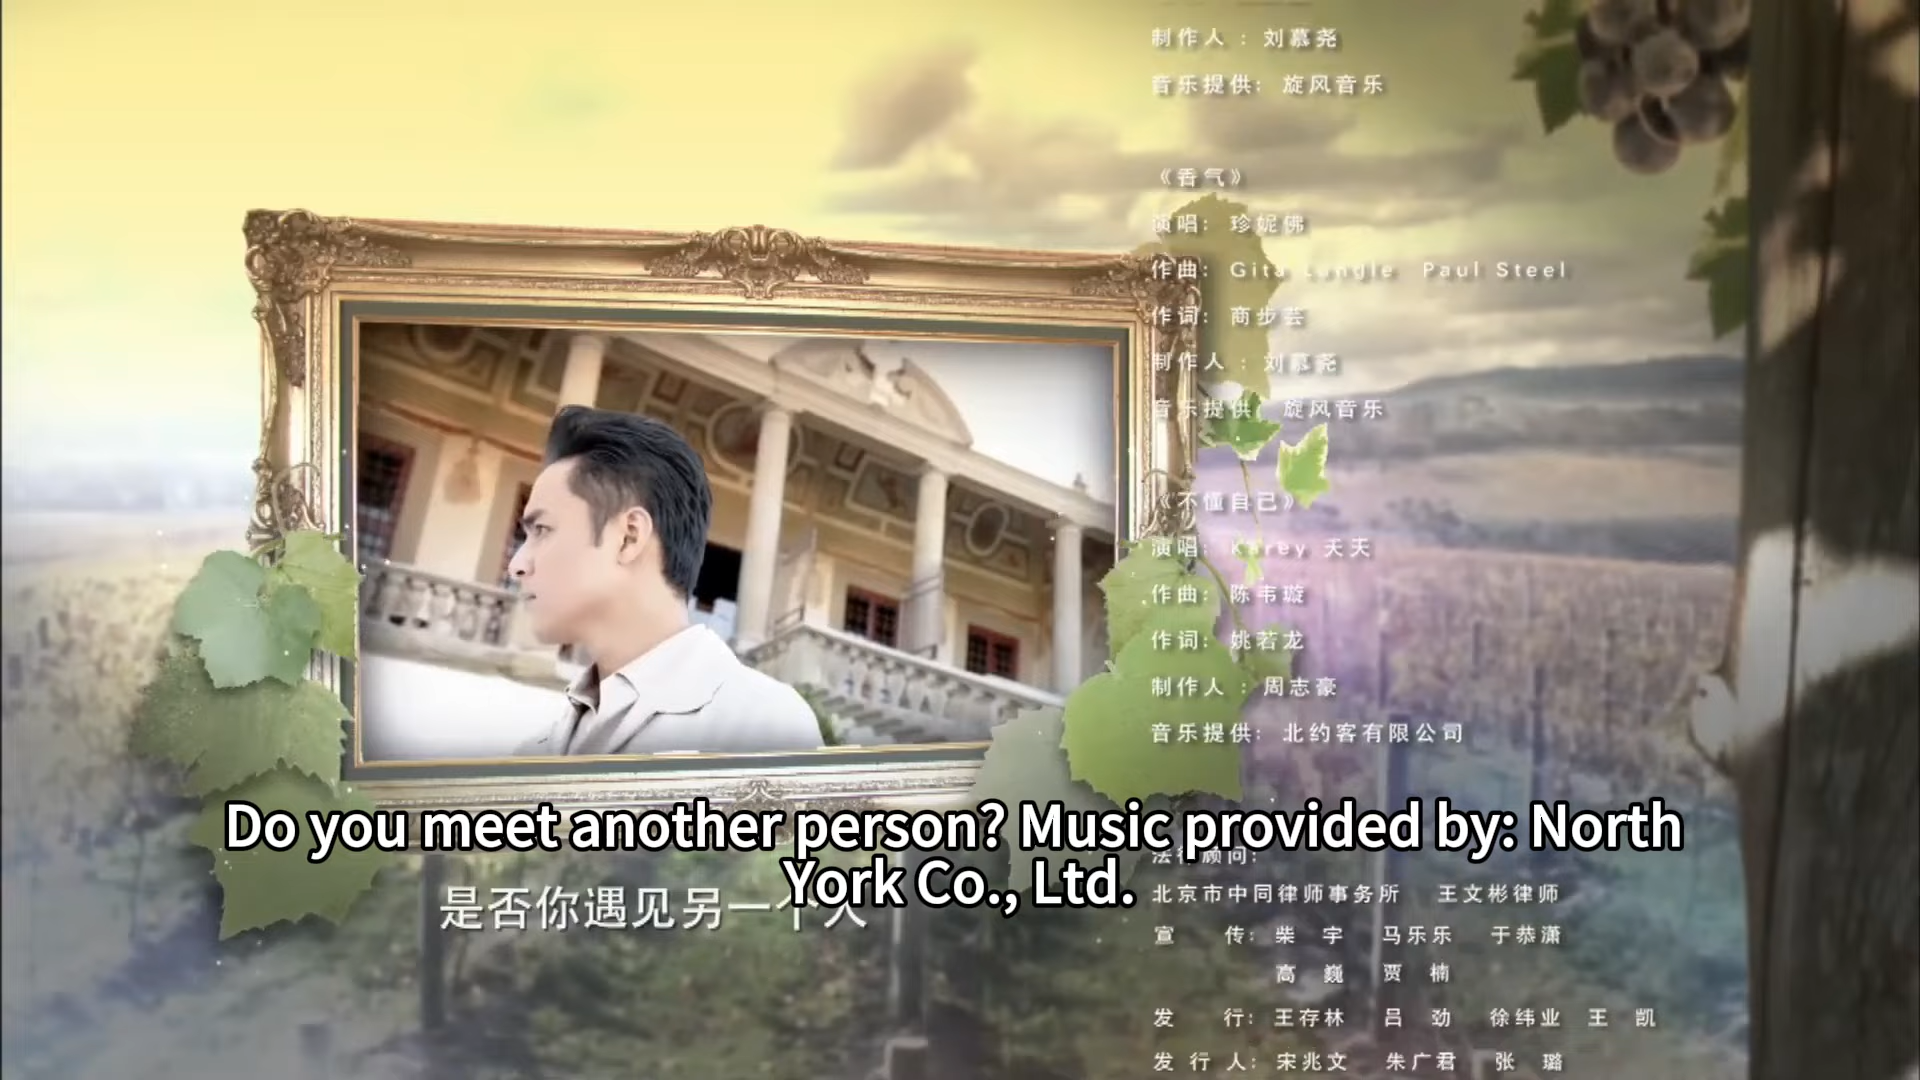 制作人：刘慕尧
音乐提供：旋风音乐
《香气》
演唱：珍妮佛
作曲：Gita Lundle Paul Steel
作词：商步芸
制作人：刘慕尧
音乐提供：旋风音乐
《不懂自己》
演唱：Karey 天天
作曲：陈韦璇
作词：姚若龙
制作人：周志豪
音乐提供：北约客有限公司
Do you meet another person? Music provided by: North
York Co., Ltd.
法律顾问：
是否你遇见另一个人
北京市中同律师事务所 王文彬律师
宣 传：柴 宇 马乐乐 于恭潇
高 巍 贾 楠
发 行：王存林 吕 劲 徐纬业 王 凯
发 行 人：宋兆文 朱广君 张 璐